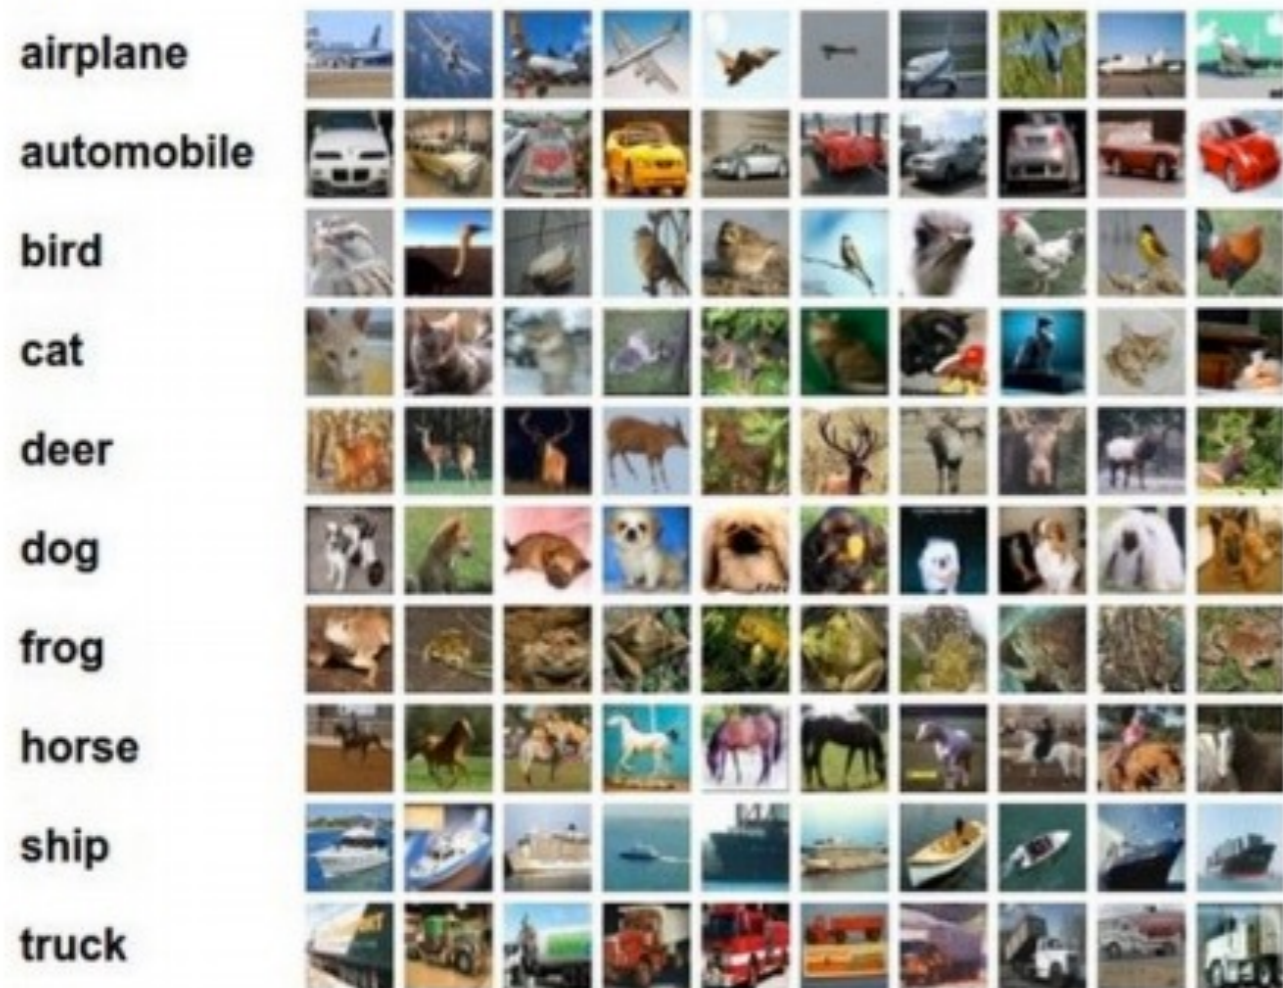 airplane
automobile
bird
cat
deer
dog
frog
horse
ship
truck